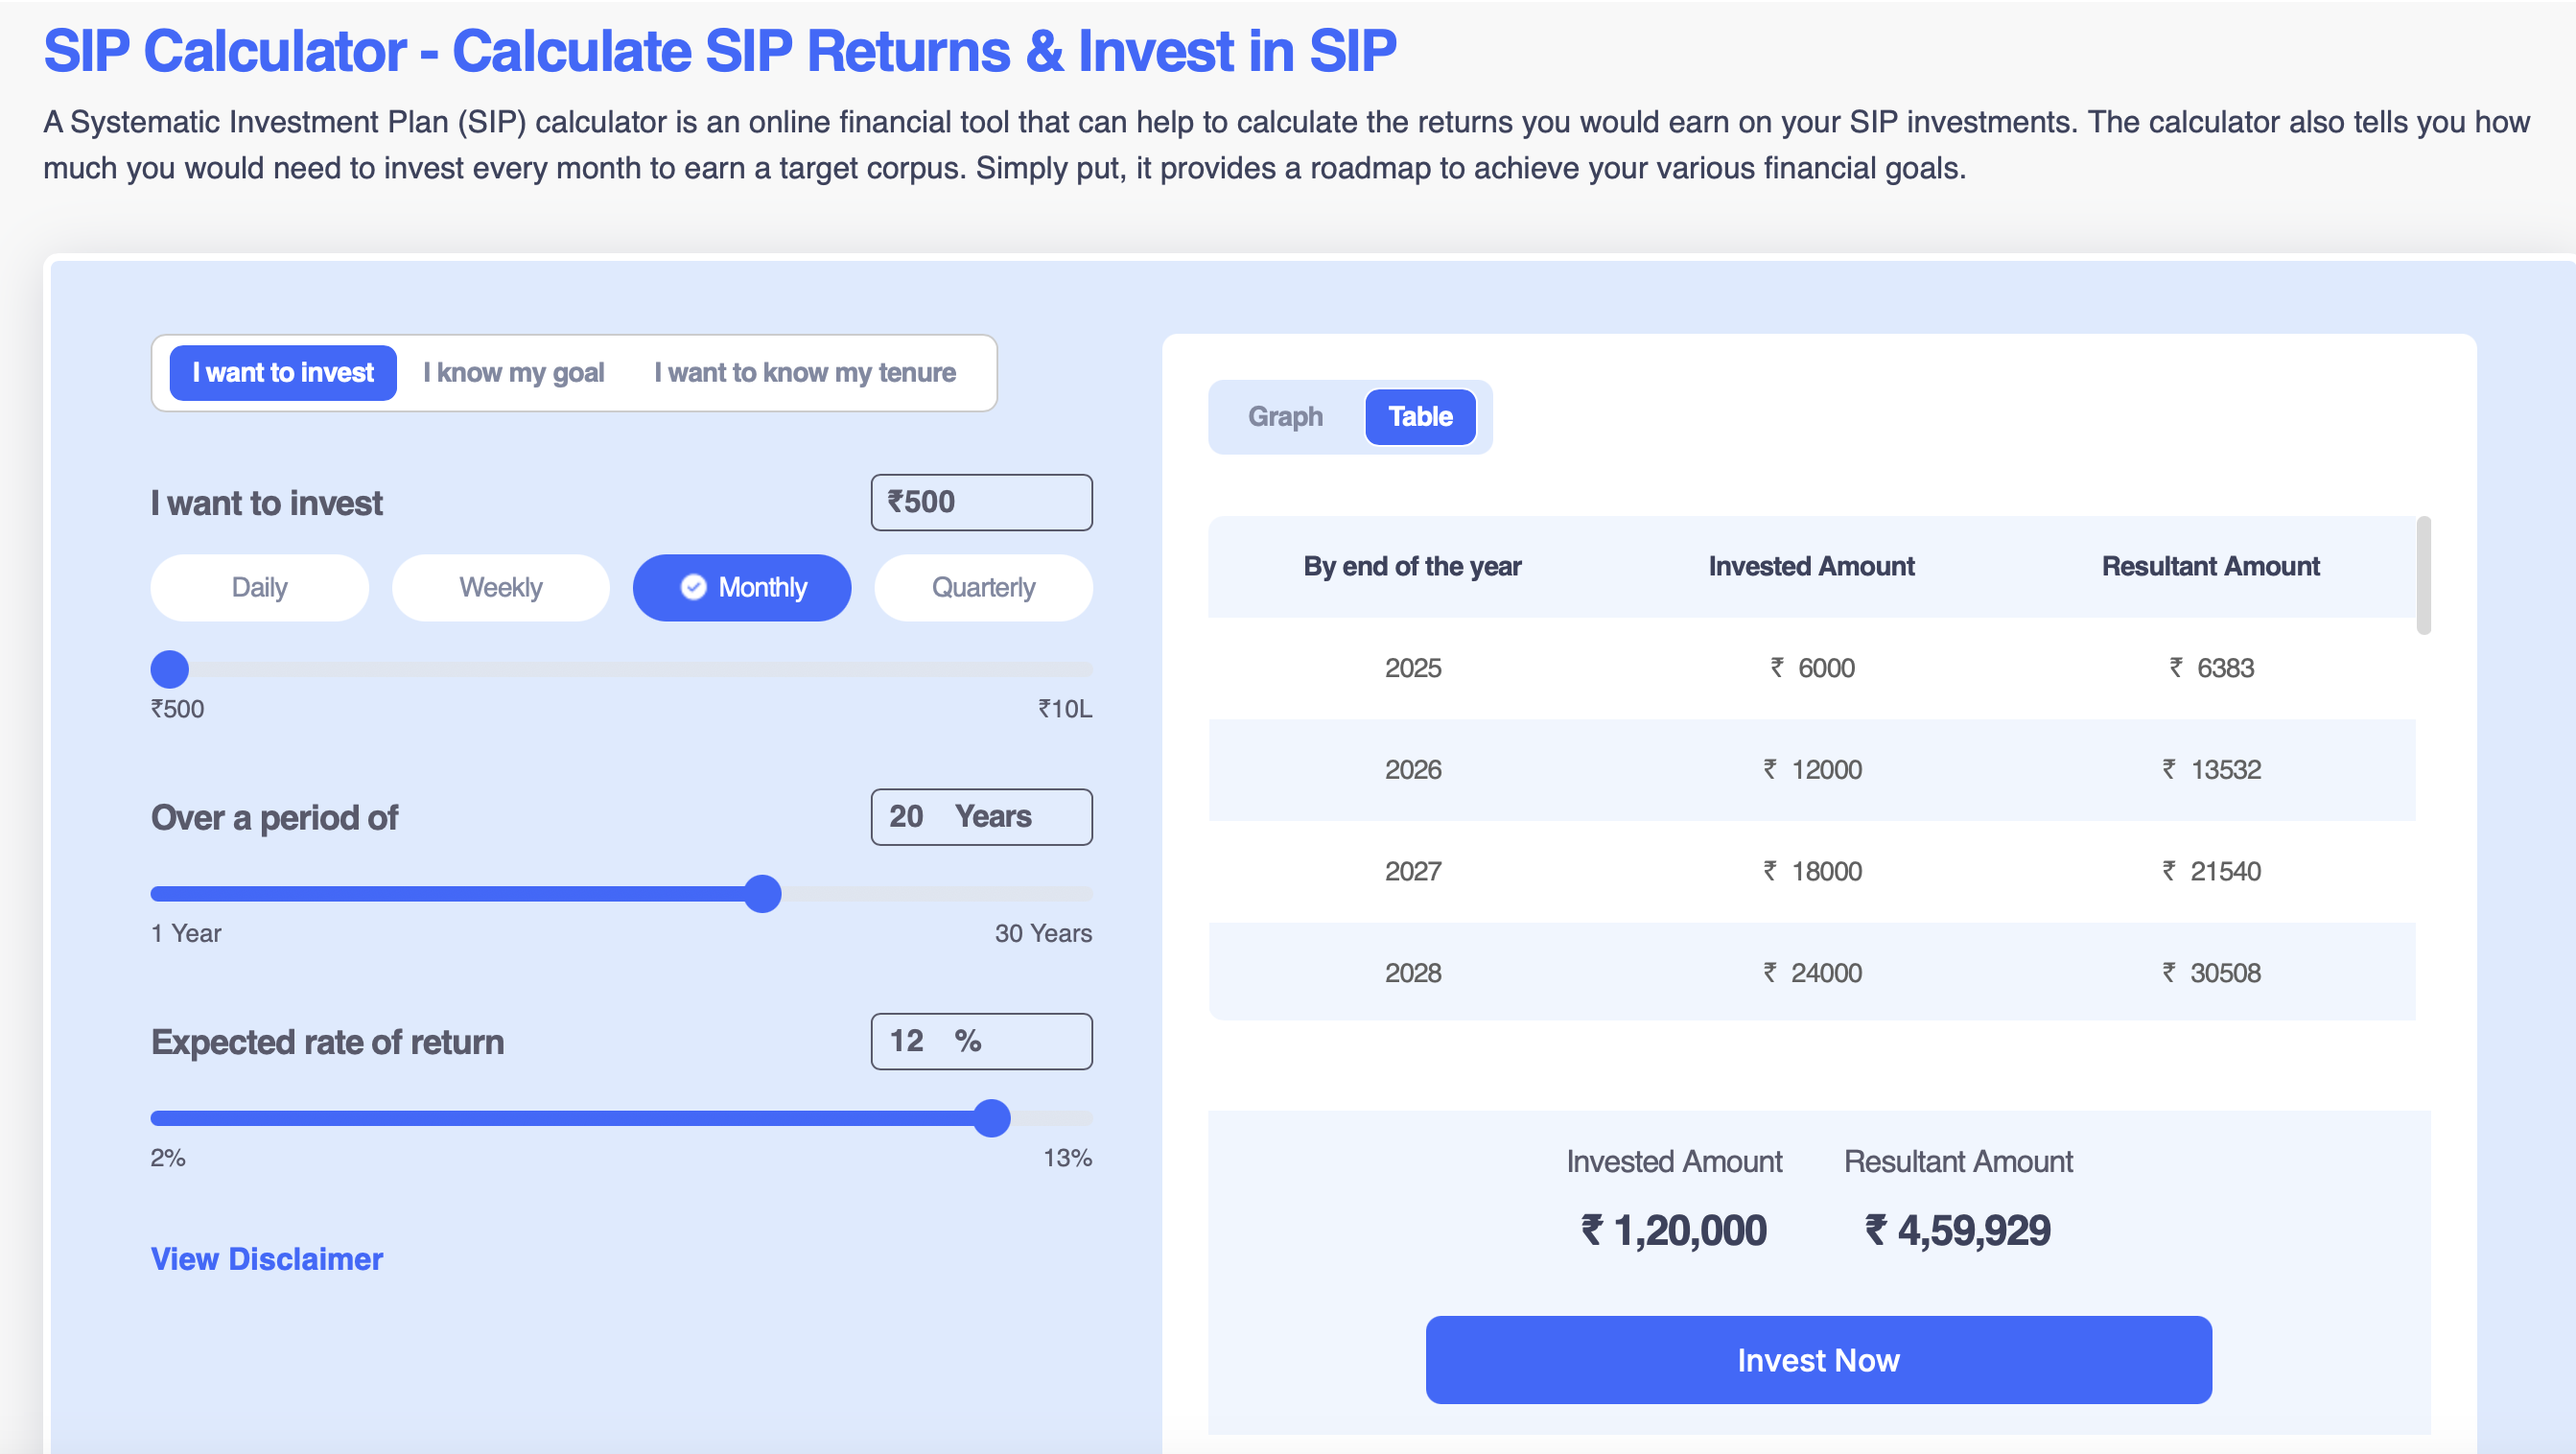 SIP Calculator - Calculate SIP Returns & Invest in SIP
A Systematic Investment Plan (SIP) calculator is an online financial tool that can help to calculate the returns you would earn on your SIP investments. The calculator also tells you how
much you would need to invest every month to earn a target corpus. Simply put, it provides a roadmap to achieve your various financial goals.
I want to invest I know my goal I want to know my tenure
I want to invest ₹500
Daily Weekly Monthly Quarterly
₹500 ₹10L
Over a period of 20 Years
1 Year 30 Years
Expected rate of return 12 %
2% 13%
View Disclaimer
Graph Table
By end of the year Invested Amount Resultant Amount
2025 ₹ 6000 ₹ 6383
2026 ₹ 12000 ₹ 13532
2027 ₹ 18000 ₹ 21540
2028 ₹ 24000 ₹ 30508
Invested Amount Resultant Amount
₹ 1,20,000 ₹ 4,59,929
Invest Now